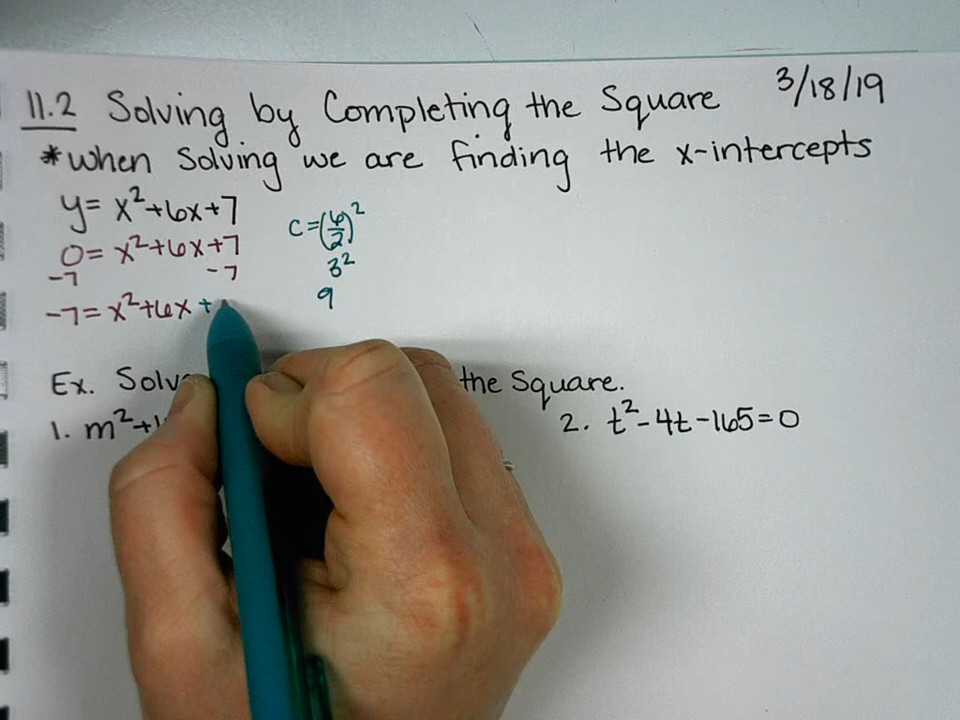 11.2 Solving by Completing the Square 3/18/19
*When Solving we are finding the x-intercepts
y= x²+6x+7
0= x²+6x+7
-7 -7
-7= x²+6x +
c=(6/2)²
3²
9
Ex. the Square.
1. m²+
2. t²-4t-165=0